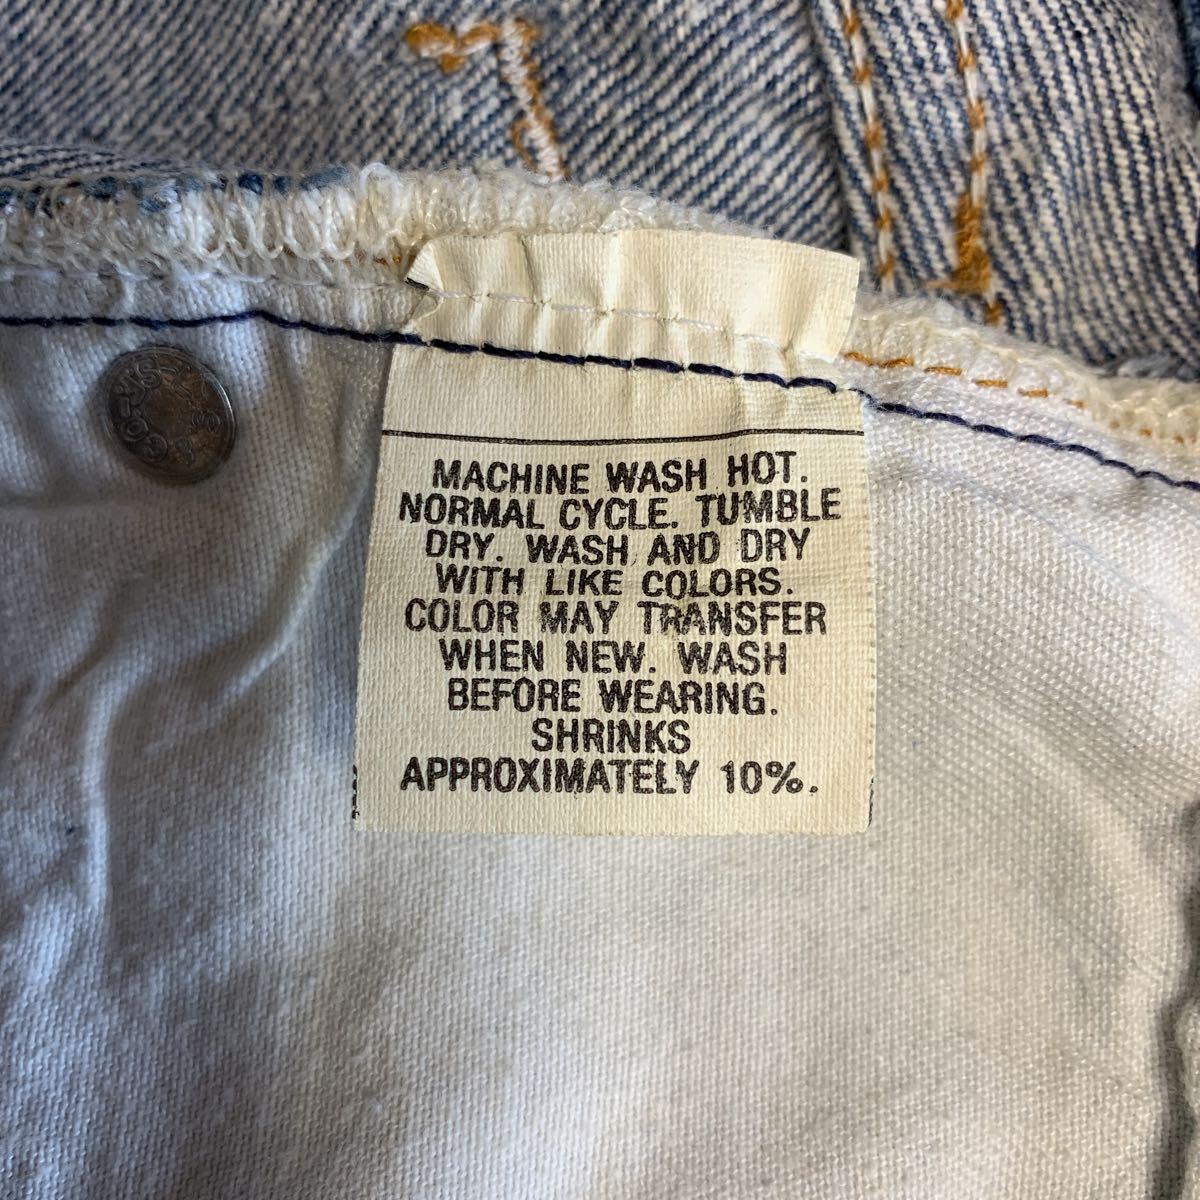 MACHINE WASH HOT.
NORMAL CYCLE. TUMBLE
DRY. WASH AND DRY
WITH LIKE COLORS.
COLOR MAY TRANSFER
WHEN NEW. WASH
BEFORE WEARING.
SHRINKS
APPROXIMATELY 10%.